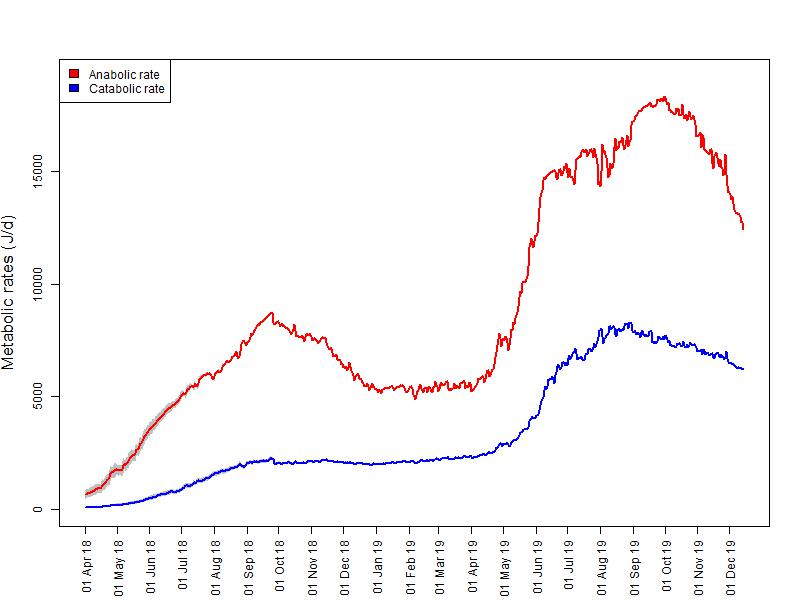 Anabolic rate
Catabolic rate
Metabolic rates (J/d)
15000
10000
5000
0
01 Apr 18
01 May 18
01 Jun 18
01 Jul 18
01 Aug 18
01 Sep 18
01 Oct 18
01 Nov 18
01 Dec 18
01 Jan 19
01 Feb 19
01 Mar 19
01 Apr 19
01 May 19
01 Jun 19
01 Jul 19
01 Aug 19
01 Sep 19
01 Oct 19
01 Nov 19
01 Dec 19